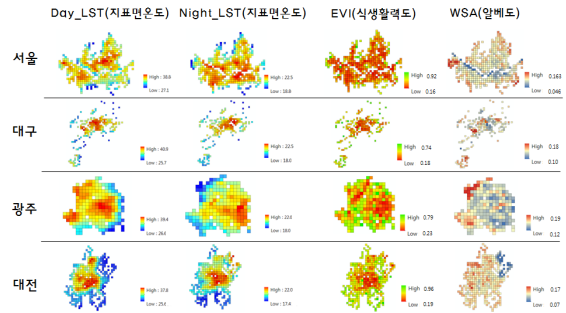 Day_LST(지표면온도) Night_LST(지표면온도) EVI(식생활력도) WSA(알베도)
서울
High : 38.8
Low : 27.1
High : 22.5
Low : 18.8
High 0.92
Low 0.16
High 0.163
Low 0.046
대구
High : 40.9
Low : 25.7
High : 22.5
Low : 18.0
High 0.74
Low 0.18
High 0.18
Low 0.10
광주
High : 39.4
Low : 26.6
High : 22.0
Low : 18.0
High 0.79
Low 0.23
High 0.19
Low 0.12
대전
High : 37.8
Low : 25.6
High : 22.0
Low : 17.4
High 0.96
Low 0.19
High 0.17
Low 0.07